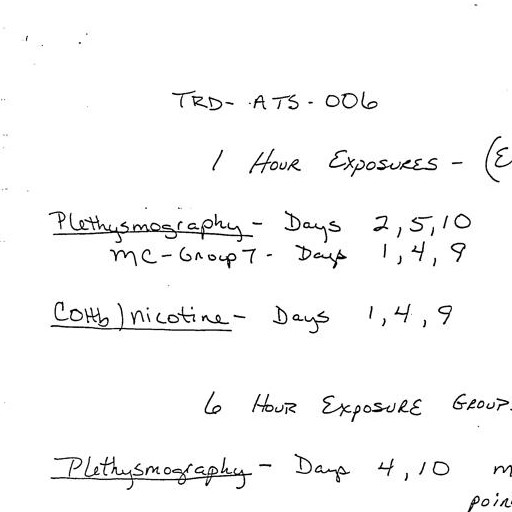 TRD- ATS - 006
1 HOUR EXPOSURES - (E
Plethysmography - Days 2, 5, 10
MC-Group 7 - Days 1, 4, 9
COHb/nicotine - Days 1, 4, 9
6 HOUR EXPOSURE GROUP
Plethysmography - Days 4, 10 m
poin